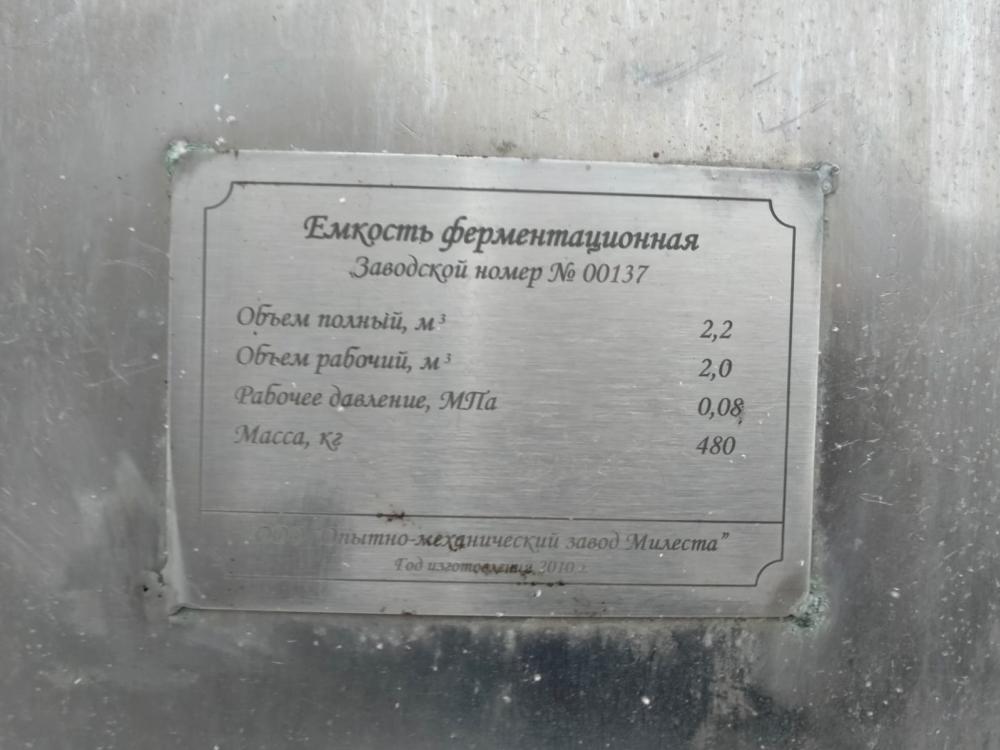 Емкость ферментационная
Заводской номер № 00137
Объем полный, м³ 2,2
Объем рабочий, м³ 2,0
Рабочее давление, МПа 0,08
Масса, кг 480
ООО "Опытно-механический завод Милеста"
Год изготовления 2010 г.